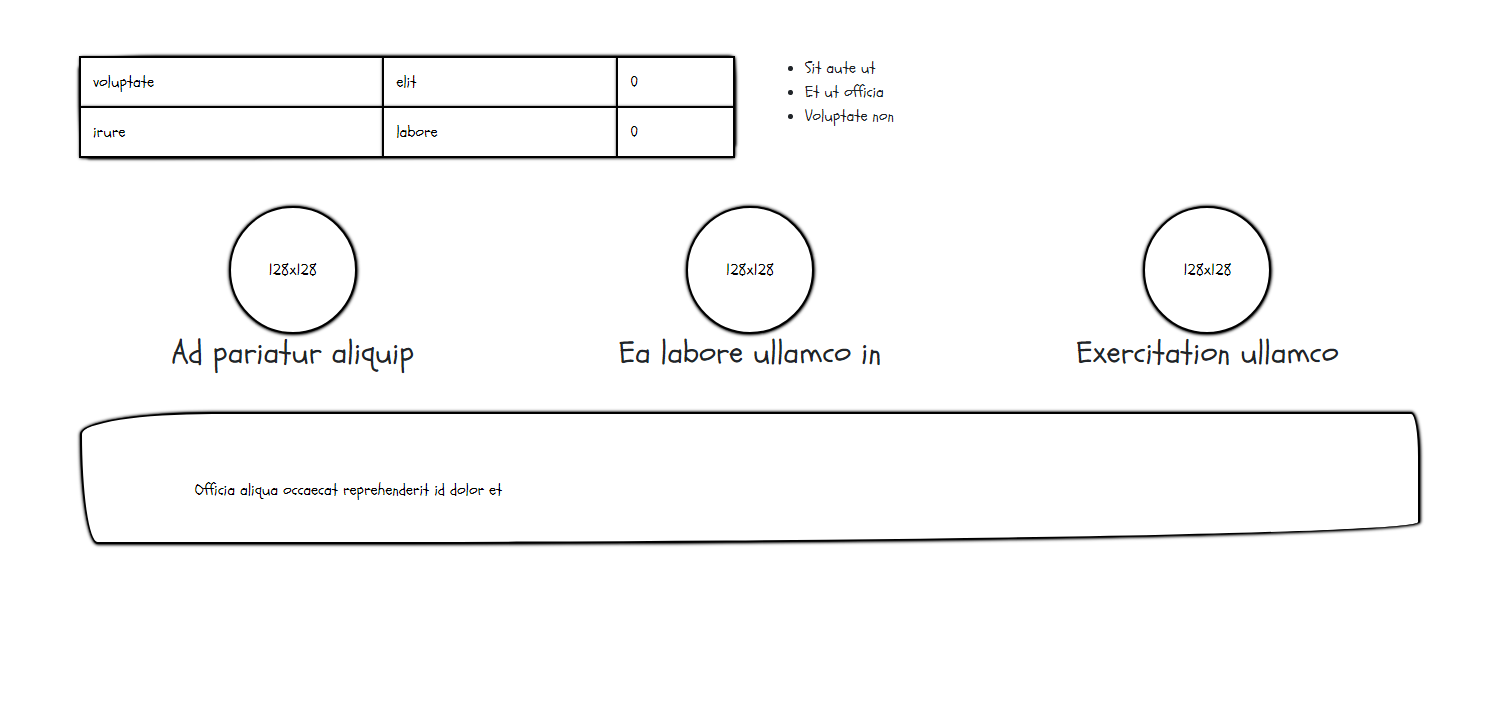 voluptate elit 0
irure labore 0
Sit aute ut
Et ut officia
Voluptate non
128x128 128x128 128x128
Ad pariatur aliquip Ea labore ullamco in Exercitation ullamco
Officia aliqua occaecat reprehenderit id dolor et